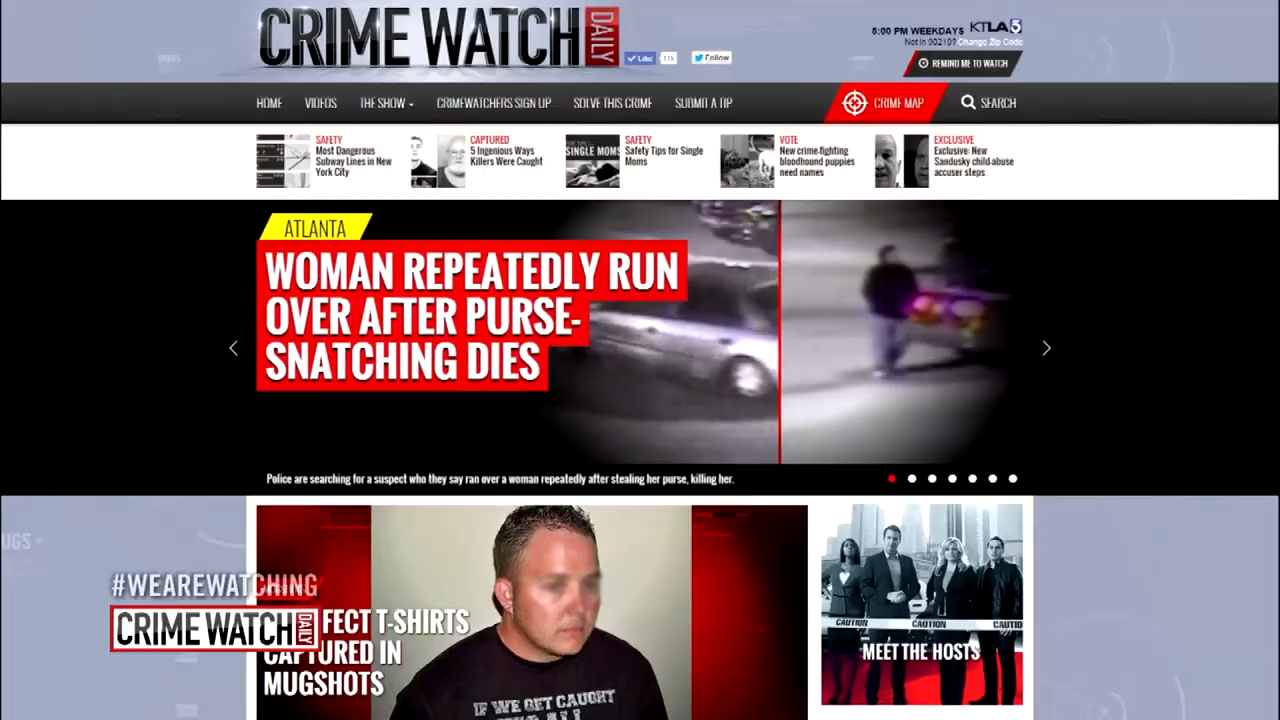 CRIME WATCH DAILY
Like 11k
Follow
5:00 PM WEEKDAYS KTLA 5
Not in 90210? Change Zip Code
REMIND ME TO WATCH
HOME VIDEOS THE SHOW CRIMEWATCHERS SIGN UP SOLVE THIS CRIME SUBMIT A TIP CRIME MAP SEARCH
SAFETY
Most Dangerous
Subway Lines in New
York City
CAPTURED
5 Ingenious Ways
Killers Were Caught
SINGLE MOMS
SAFETY
Safety Tips for Single
Moms
VOTE
New crime-fighting
bloodhound puppies
need names
EXCLUSIVE
Exclusive: New
Sandusky child-abuse
accuser steps
ATLANTA
WOMAN REPEATEDLY RUN
OVER AFTER PURSE-
SNATCHING DIES
Police are searching for a suspect who they say ran over a woman repeatedly after stealing her purse, killing her.
#WEAREWATCHING
CRIME WATCH DAILY
FECT T-SHIRTS
CAPTURED IN
MUGSHOTS
IF WE GET CAUGHT
CAUTION CAUTION CAUTIO
MEET THE HOSTS